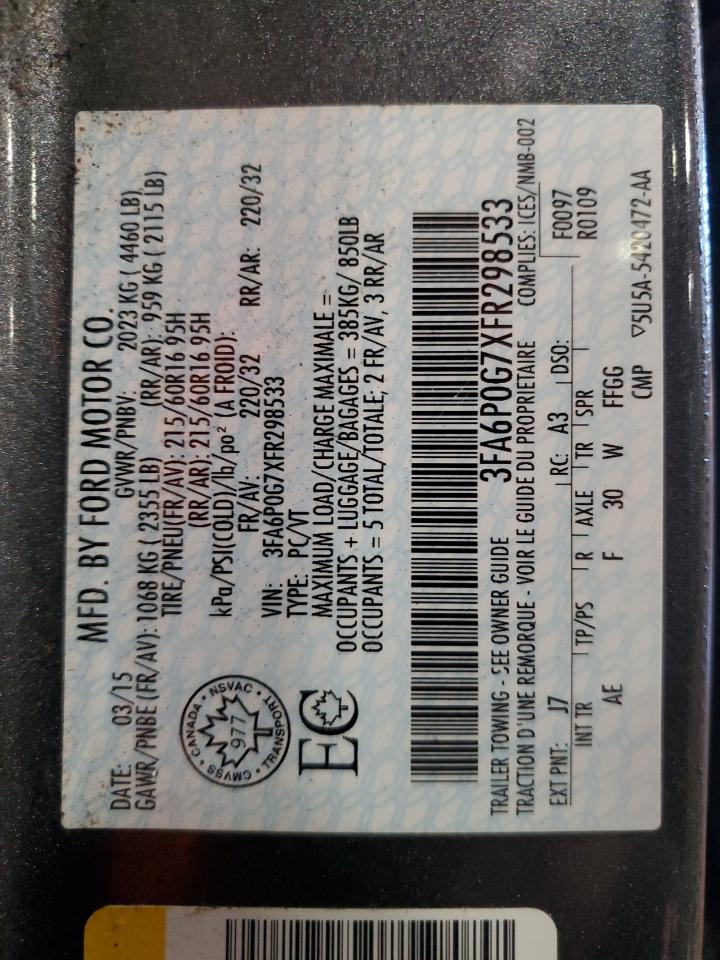 MFD. BY FORD MOTOR CO.
DATE: 03/15 GVWR/PNBV: 2023 KG ( 4460 LB)
GAWR/PNBE (FR/AV): 1068 KG ( 2355 LB) (RR/AR): 959 KG ( 2115 LB)
TIRE/PNEU(FR/AV): 215/60R16 95H
(RR/AR): 215/60R16 95H
kPa/PSI(COLD)/lb/po² (A FROID):
FR/AV: 220/32 RR/AR: 220/32
VIN: 3FA6P0G7XFR298533
TYPE: PC/VT
MAXIMUM LOAD/CHARGE MAXIMALE =
OCCUPANTS + LUGGAGE/BAGAGES = 385KG/ 850LB
OCCUPANTS = 5 TOTAL/TOTALE; 2 FR/AV, 3 RR/AR
CMVSS • CANADA • NSVAC • TRANSPORT •
977
EC
3FA6P0G7XFR298533
TRAILER TOWING - SEE OWNER GUIDE COMPLIES: ICES/NMB-002
TRACTION D'UNE REMORQUE - VOIR LE GUIDE DU PROPRIETAIRE
EXT PNT: J7 RC: A3 DSO: F0097
R0109
INT TR TP/PS R AXLE TR SPR
AE F 30 W FFGG
CMP ▽5U5A-5420472-AA